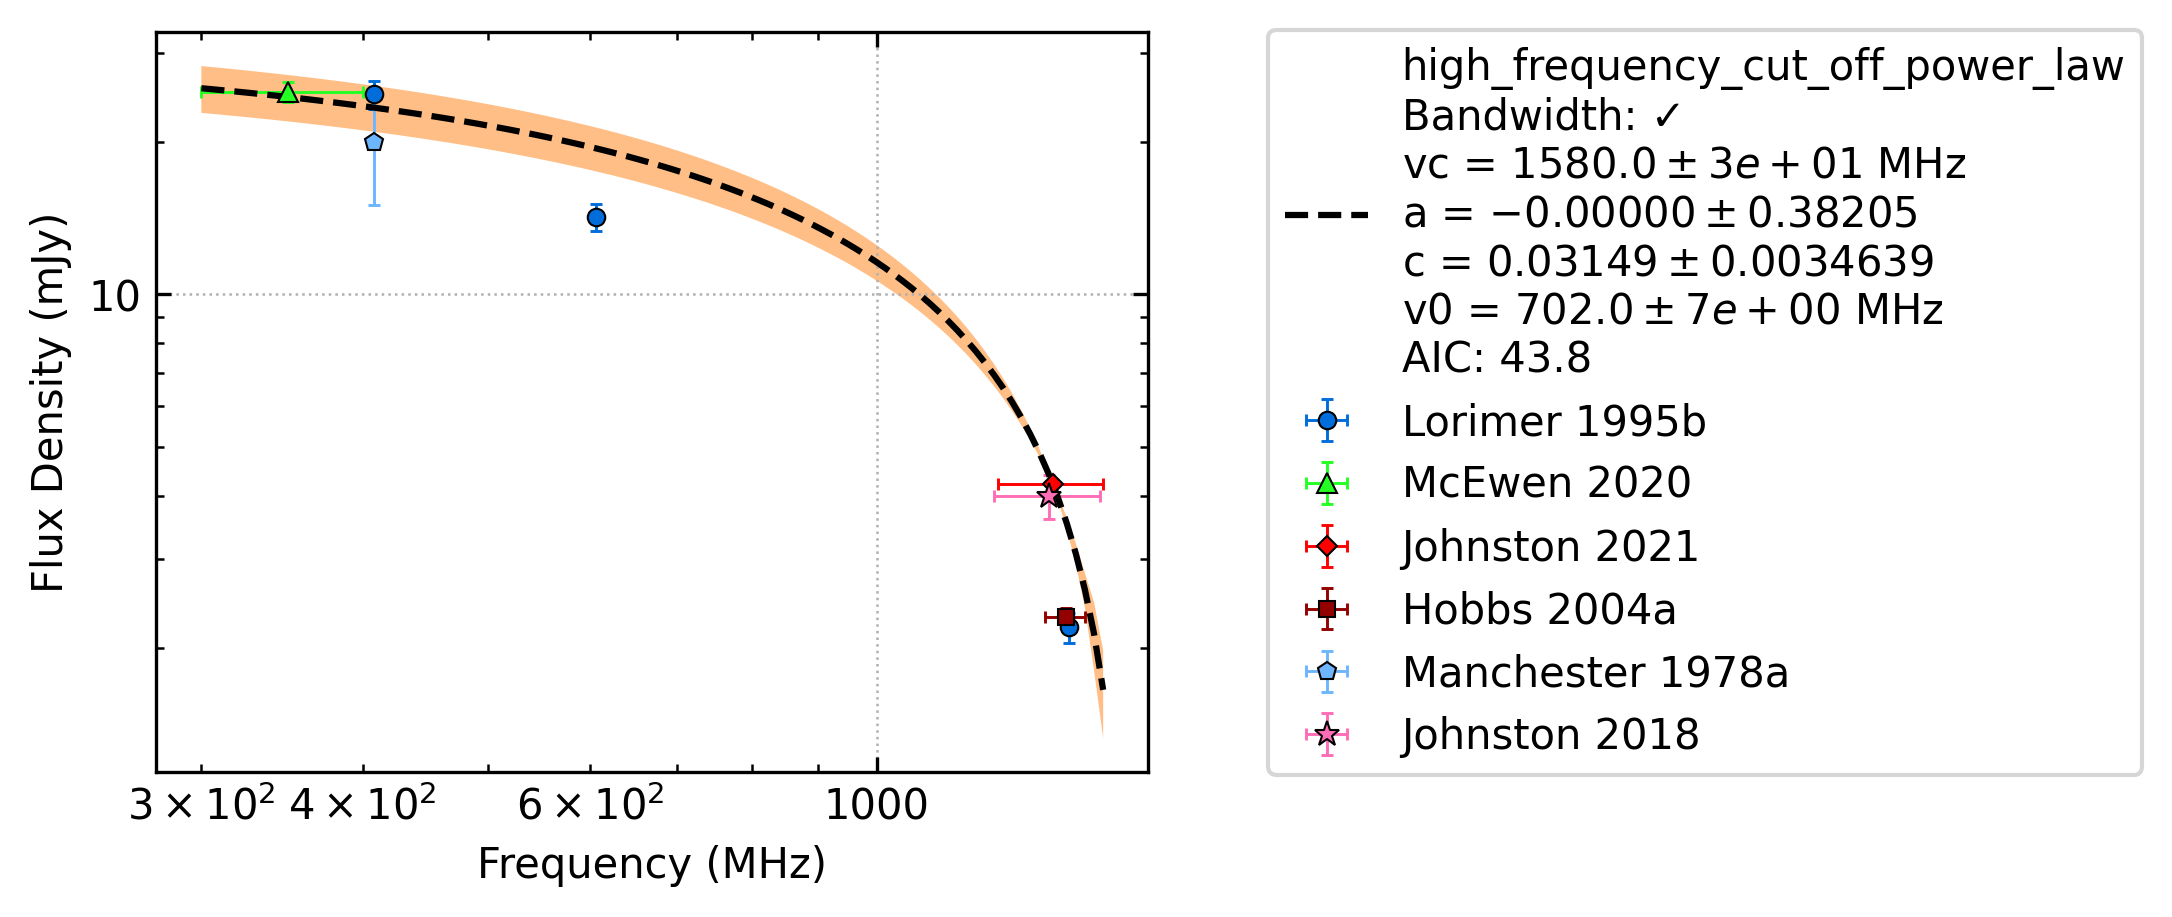 high_frequency_cut_off_power_law
Bandwidth: ✓
vc = 1580.0 ± 3e + 01 MHz
a = −0.00000 ± 0.38205
c = 0.03149 ± 0.0034639
v0 = 702.0 ± 7e + 00 MHz
AIC: 43.8
Lorimer 1995b
McEwen 2020
Johnston 2021
Hobbs 2004a
Manchester 1978a
Johnston 2018
Flux Density (mJy)
10
3 × 10² 4 × 10² 6 × 10² 1000
Frequency (MHz)